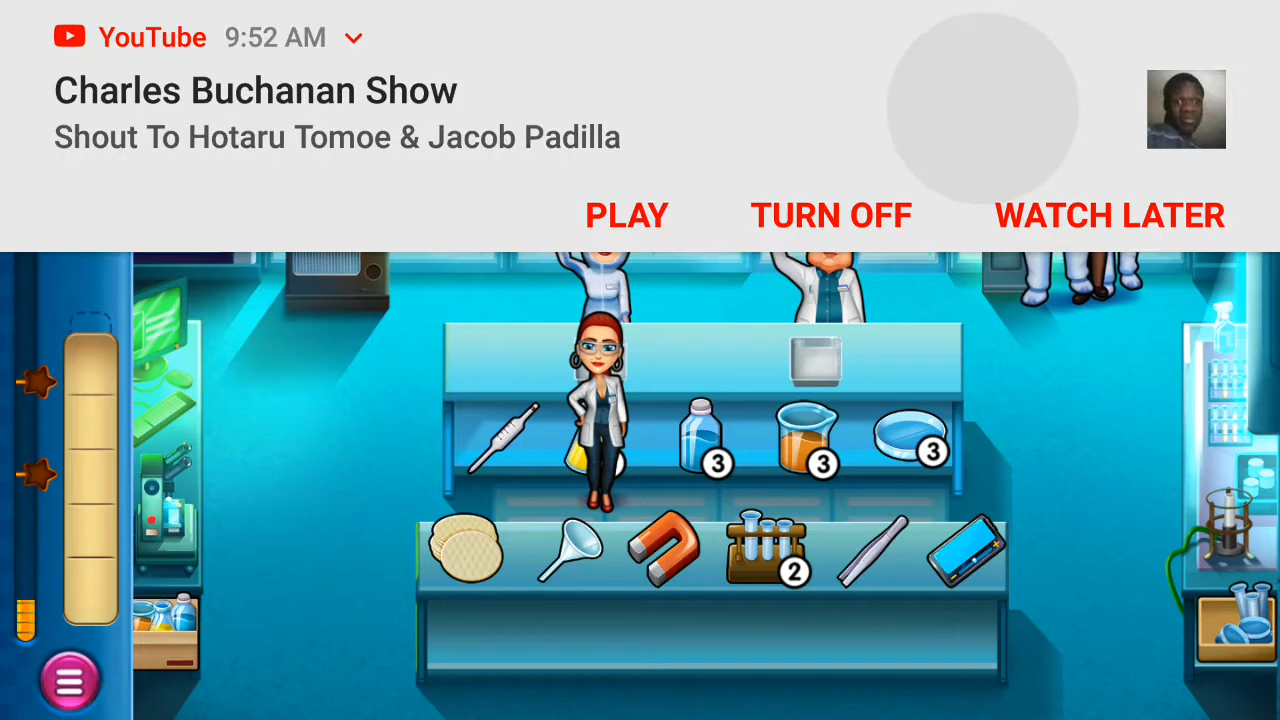 YouTube 9:52 AM
Charles Buchanan Show
Shout To Hotaru Tomoe & Jacob Padilla
PLAY TURN OFF WATCH LATER
3 3 3
2